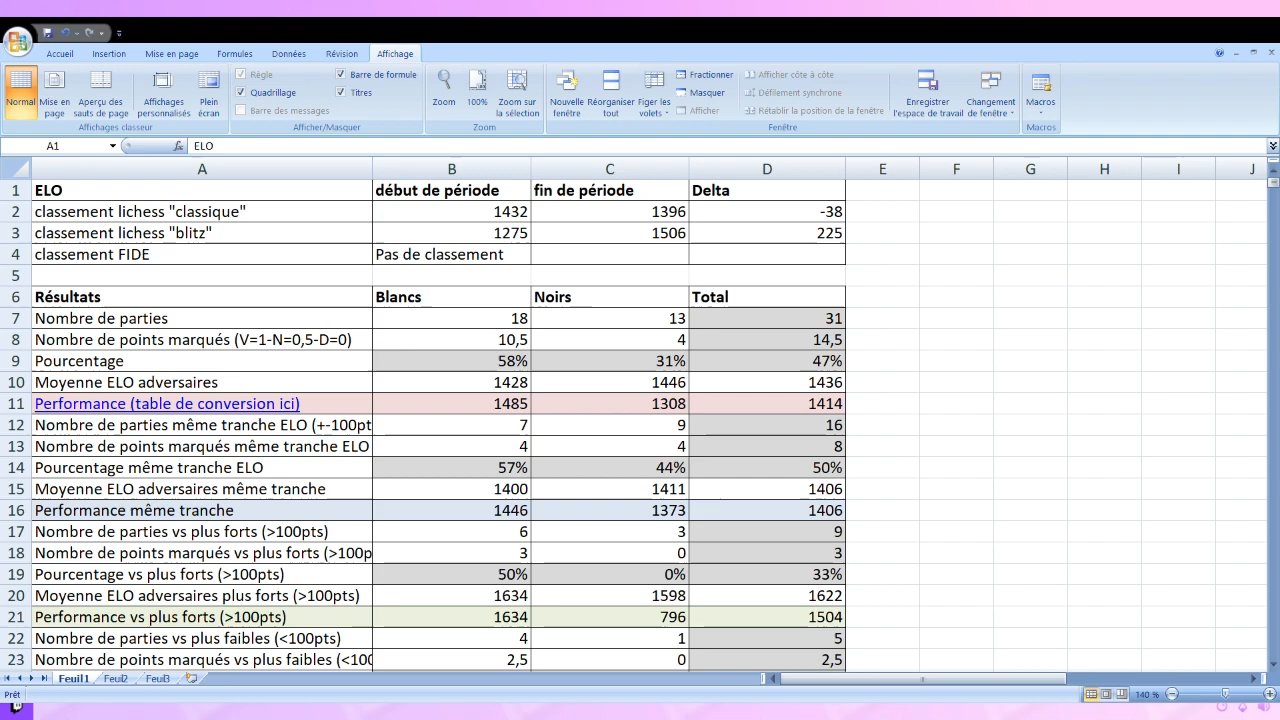 Accueil Insertion Mise en page Formules Données Révision Affichage
Normal Mise en page Aperçu des sauts de page Affichages personnalisés Plein écran
Affichages classeur
Règle Barre de formule
Quadrillage Titres
Barre des messages
Afficher/Masquer
Zoom 100% Zoom sur la sélection
Zoom
Nouvelle fenêtre Réorganiser tout Figer les volets
Fractionner
Masquer
Afficher
Afficher côte à côte
Défilement synchrone
Rétablir la position de la fenêtre
Enregistrer l'espace de travail Changement de fenêtre
Fenêtre
Macros
Macros
A1 fx ELO
A B C D E F G H I J
1 ELO début de période fin de période Delta
2 classement lichess "classique" 1432 1396 -38
3 classement lichess "blitz" 1275 1506 225
4 classement FIDE Pas de classement
5
6 Résultats Blancs Noirs Total
7 Nombre de parties 18 13 31
8 Nombre de points marqués (V=1-N=0,5-D=0) 10,5 4 14,5
9 Pourcentage 58% 31% 47%
10 Moyenne ELO adversaires 1428 1446 1436
11 Performance (table de conversion ici) 1485 1308 1414
12 Nombre de parties même tranche ELO (+-100pt 7 9 16
13 Nombre de points marqués même tranche ELO 4 4 8
14 Pourcentage même tranche ELO 57% 44% 50%
15 Moyenne ELO adversaires même tranche 1400 1411 1406
16 Performance même tranche 1446 1373 1406
17 Nombre de parties vs plus forts (>100pts) 6 3 9
18 Nombre de points marqués vs plus forts (>100p 3 0 3
19 Pourcentage vs plus forts (>100pts) 50% 0% 33%
20 Moyenne ELO adversaires plus forts (>100pts) 1634 1598 1622
21 Performance vs plus forts (>100pts) 1634 796 1504
22 Nombre de parties vs plus faibles (<100pts) 4 1 5
23 Nombre de points marqués vs plus faibles (<100 2,5 0 2,5
Feuil1 Feuil2 Feuil3
Prêt 140 %